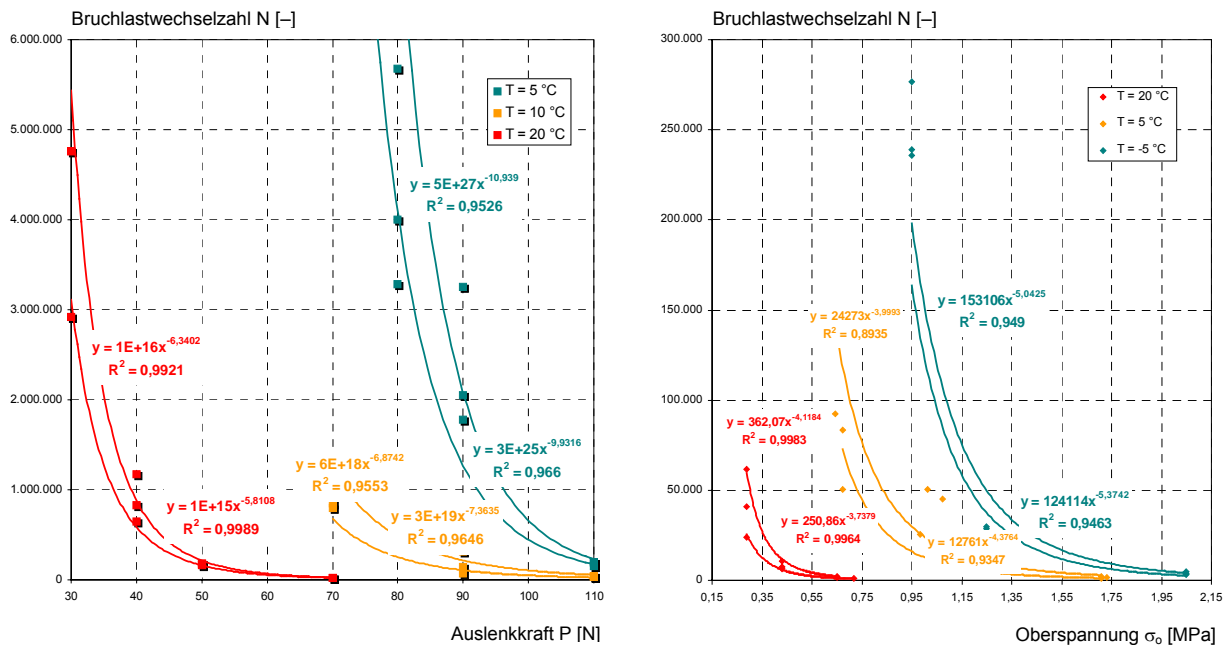 Bruchlastwechselzahl N [–]
6.000.000
5.000.000
4.000.000
3.000.000
2.000.000
1.000.000
0
30 40 50 60 70 80 90 100 110
Auslenkkraft P [N]
T = 5 °C
T = 10 °C
T = 20 °C
y = 5E+27x^-10,939
R² = 0,9526
y = 1E+16x^-6,3402
R² = 0,9921
y = 3E+25x^-9,9316
R² = 0,966
y = 6E+18x^-6,8742
R² = 0,9553
y = 1E+15x^-5,8108
R² = 0,9989
y = 3E+19x^-7,3635
R² = 0,9646
Bruchlastwechselzahl N [–]
300.000
250.000
200.000
150.000
100.000
50.000
0
0,15 0,35 0,55 0,75 0,95 1,15 1,35 1,55 1,75 1,95 2,15
Oberspannung σo [MPa]
T = 20 °C
T = 5 °C
T = -5 °C
y = 153106x^-5,0425
R² = 0,949
y = 24273x^-3,9993
R² = 0,8935
y = 362,07x^-4,1184
R² = 0,9983
y = 250,86x^-3,7379
R² = 0,9964
y = 12761x^-4,3764
R² = 0,9347
y = 124114x^-5,3742
R² = 0,9463